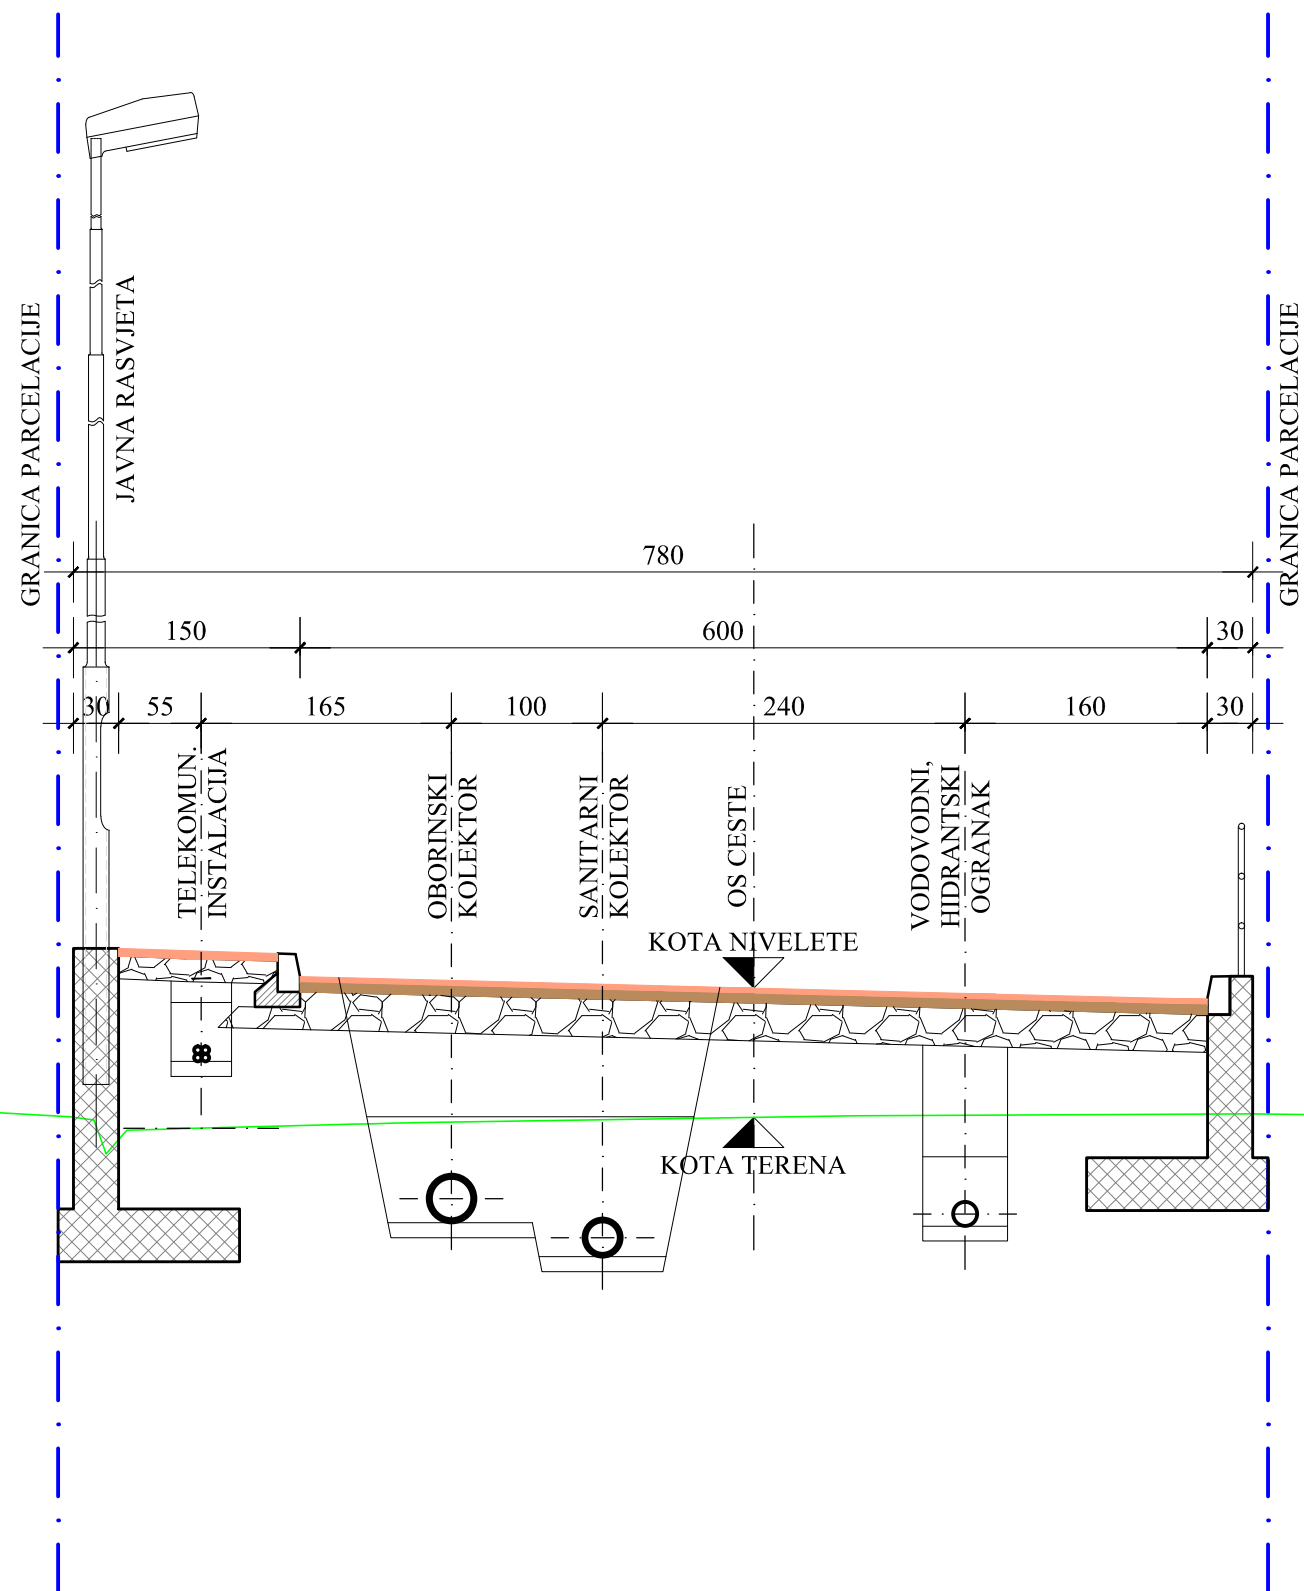 GRANICA PARCELACIJE
JAVNA RASVJETA
GRANICA PARCELACIJE
780
150
600
30
30
55
165
100
240
160
30
TELEKOMUN.
INSTALACIJA
OBORINSKI
KOLEKTOR
SANITARNI
KOLEKTOR
OS CESTE
VODOVODNI,
HIDRANTSKI
OGRANAK
KOTA NIVELETE
KOTA TERENA